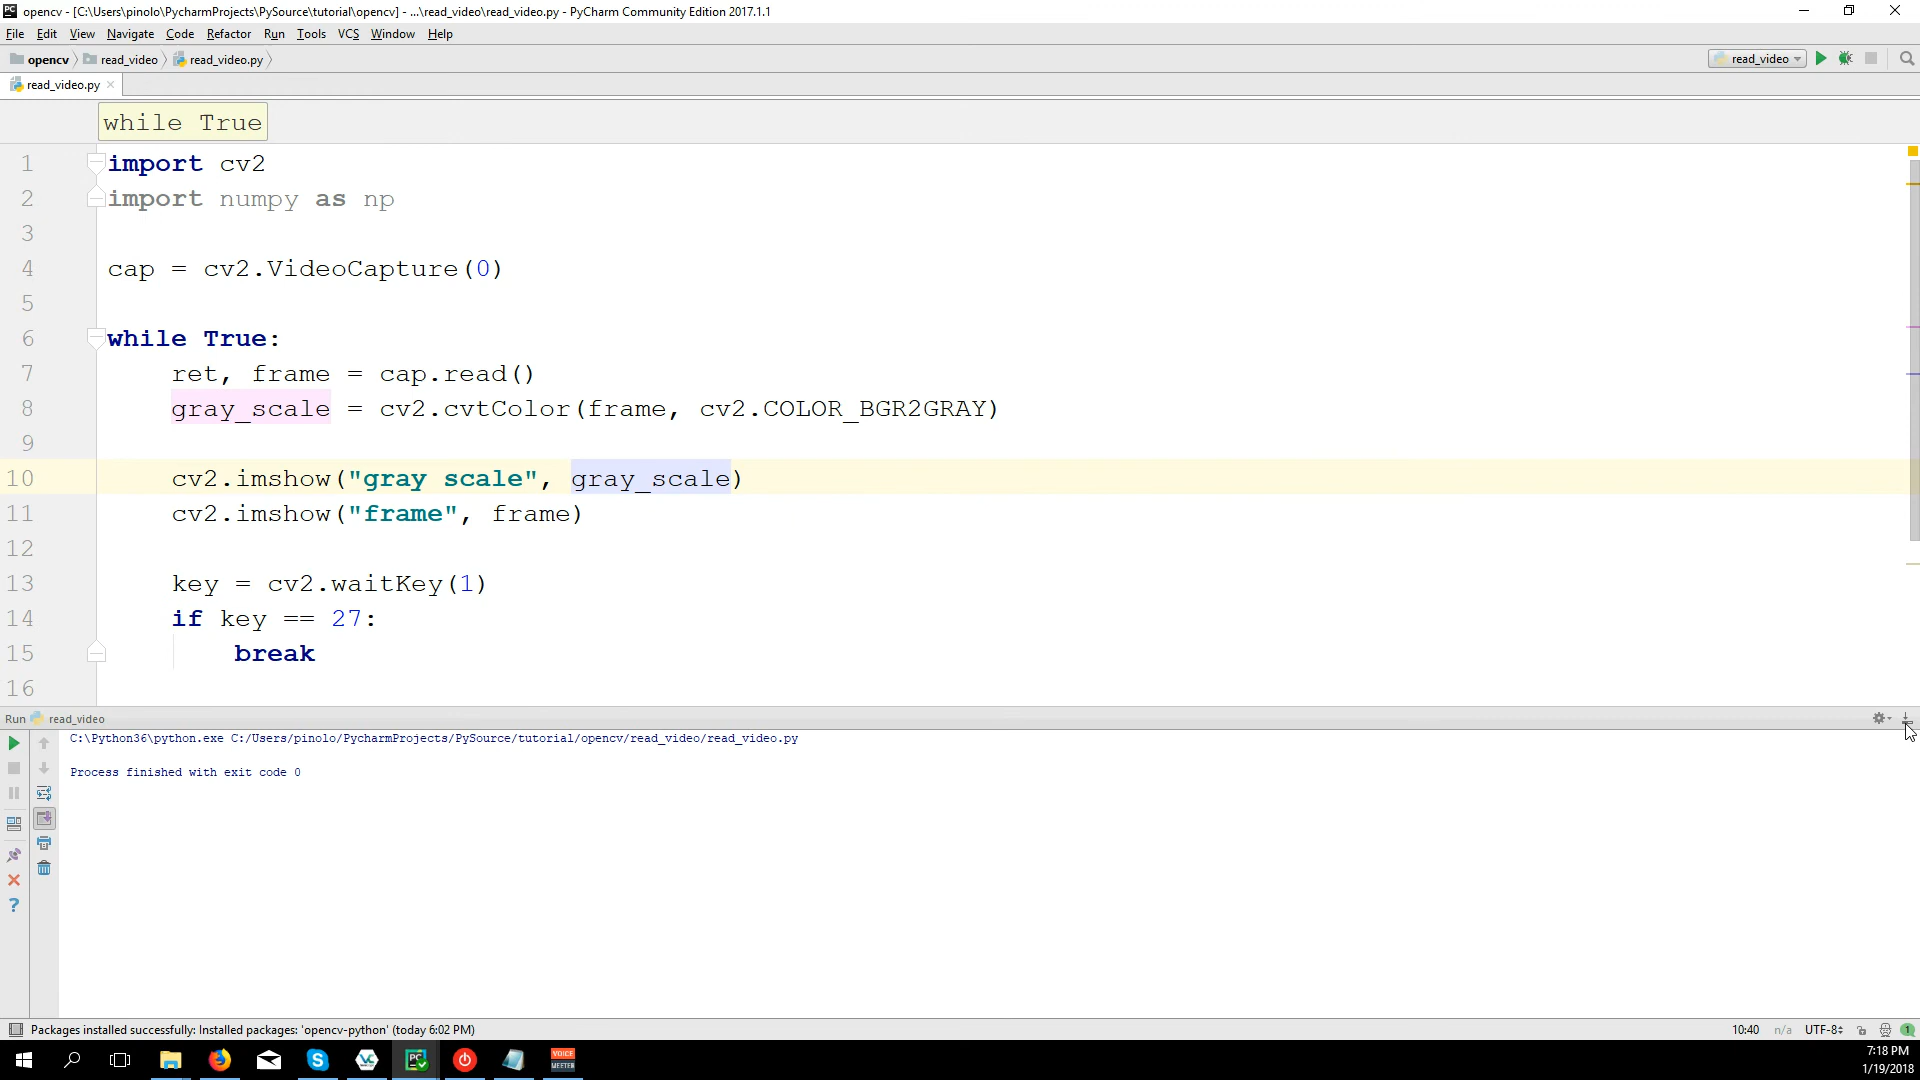 opencv - [C:\Users\pinolo\PycharmProjects\PySource\tutorial\opencv] - ...\read_video\read_video.py - PyCharm Community Edition 2017.1.1
File Edit View Navigate Code Refactor Run Tools VCS Window Help
opencv read_video read_video.py
read_video
read_video.py
while True
1 import cv2
2 import numpy as np
3
4 cap = cv2.VideoCapture(0)
5
6 while True:
7 ret, frame = cap.read()
8 gray_scale = cv2.cvtColor(frame, cv2.COLOR_BGR2GRAY)
9
10 cv2.imshow("gray scale", gray_scale)
11 cv2.imshow("frame", frame)
12
13 key = cv2.waitKey(1)
14 if key == 27:
15 break
16
Run read_video
C:\Python36\python.exe C:/Users/pinolo/PycharmProjects/PySource/tutorial/opencv/read_video/read_video.py
Process finished with exit code 0
Packages installed successfully: Installed packages: 'opencv-python' (today 6:02 PM)
10:40 n/a UTF-8 1
PC
VOICE
MEETER
7:18 PM
1/19/2018